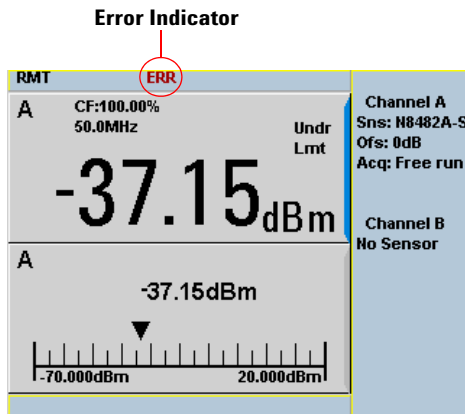 Error Indicator
RMT ERR
A CF:100.00%
50.0MHz
Undr
Lmt
-37.15dBm
A
-37.15dBm
-70.000dBm 20.000dBm
Channel A
Sns: N8482A-S
Ofs: 0dB
Acq: Free run
Channel B
No Sensor